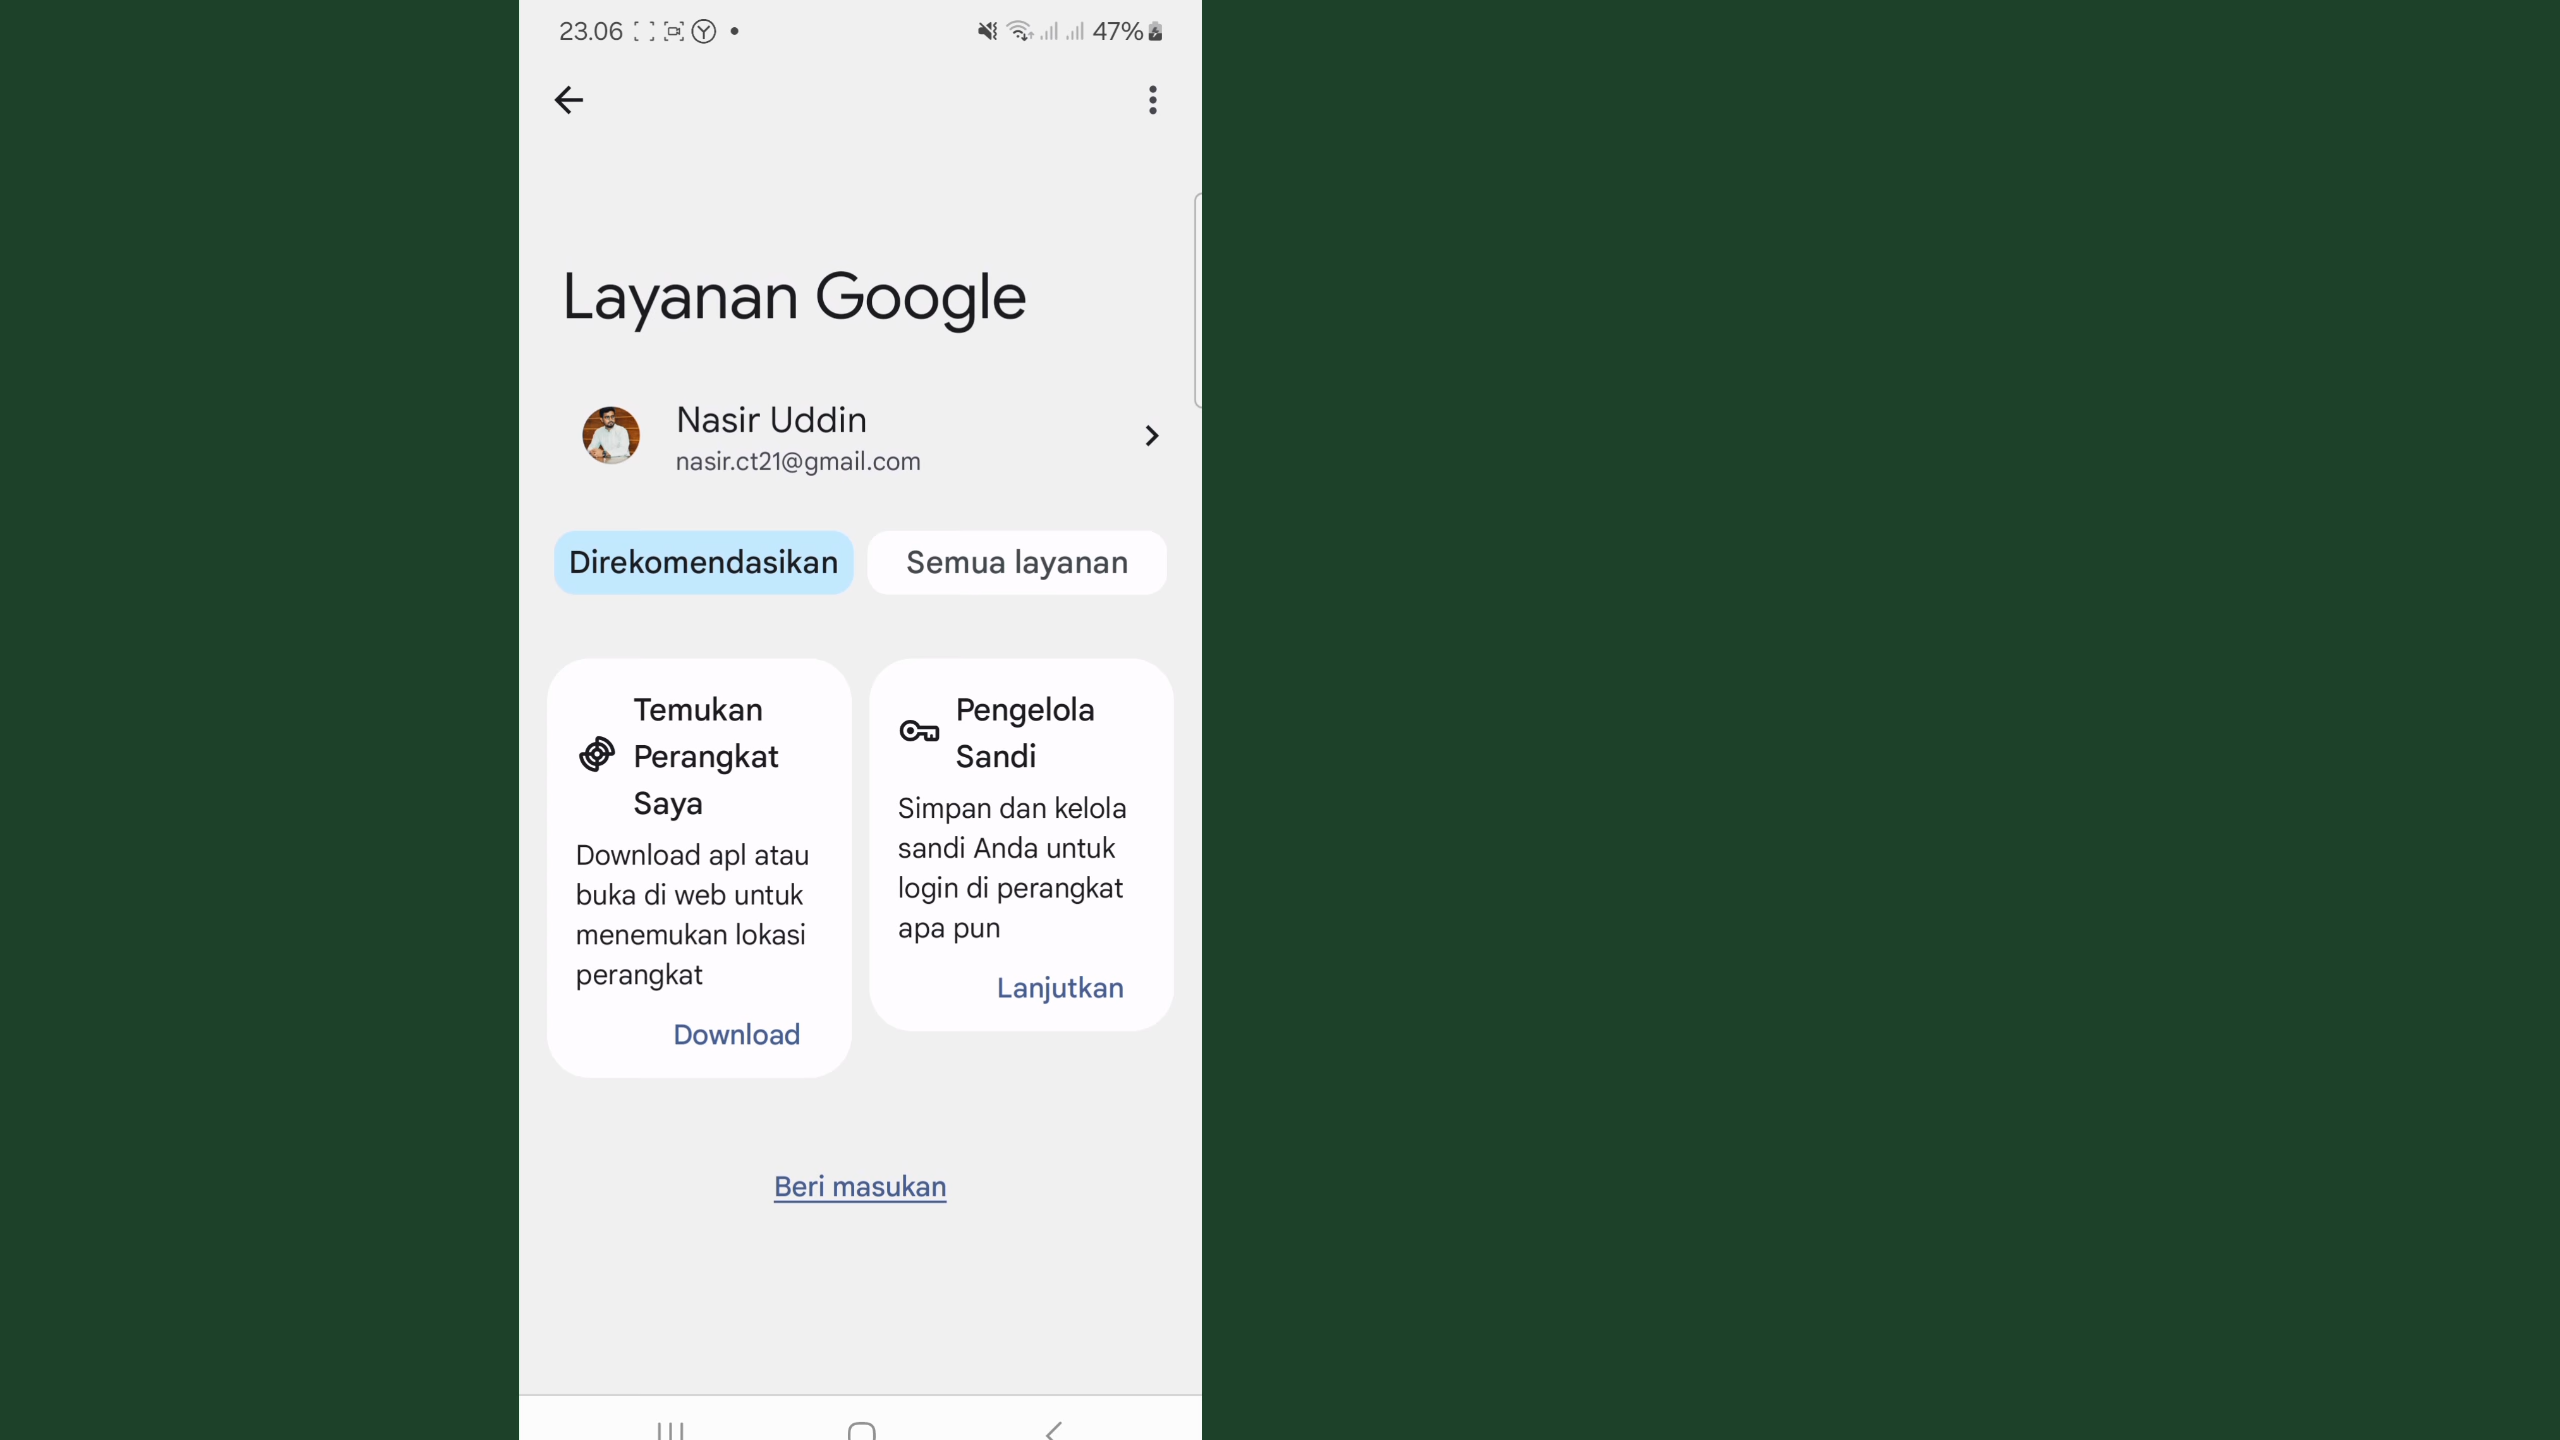 23.06
47%
Layanan Google
Nasir Uddin
nasir.ct21@gmail.com
Direkomendasikan
Semua layanan
Temukan
Perangkat
Saya
Download apl atau
buka di web untuk
menemukan lokasi
perangkat
Download
Pengelola
Sandi
Simpan dan kelola
sandi Anda untuk
login di perangkat
apa pun
Lanjutkan
Beri masukan